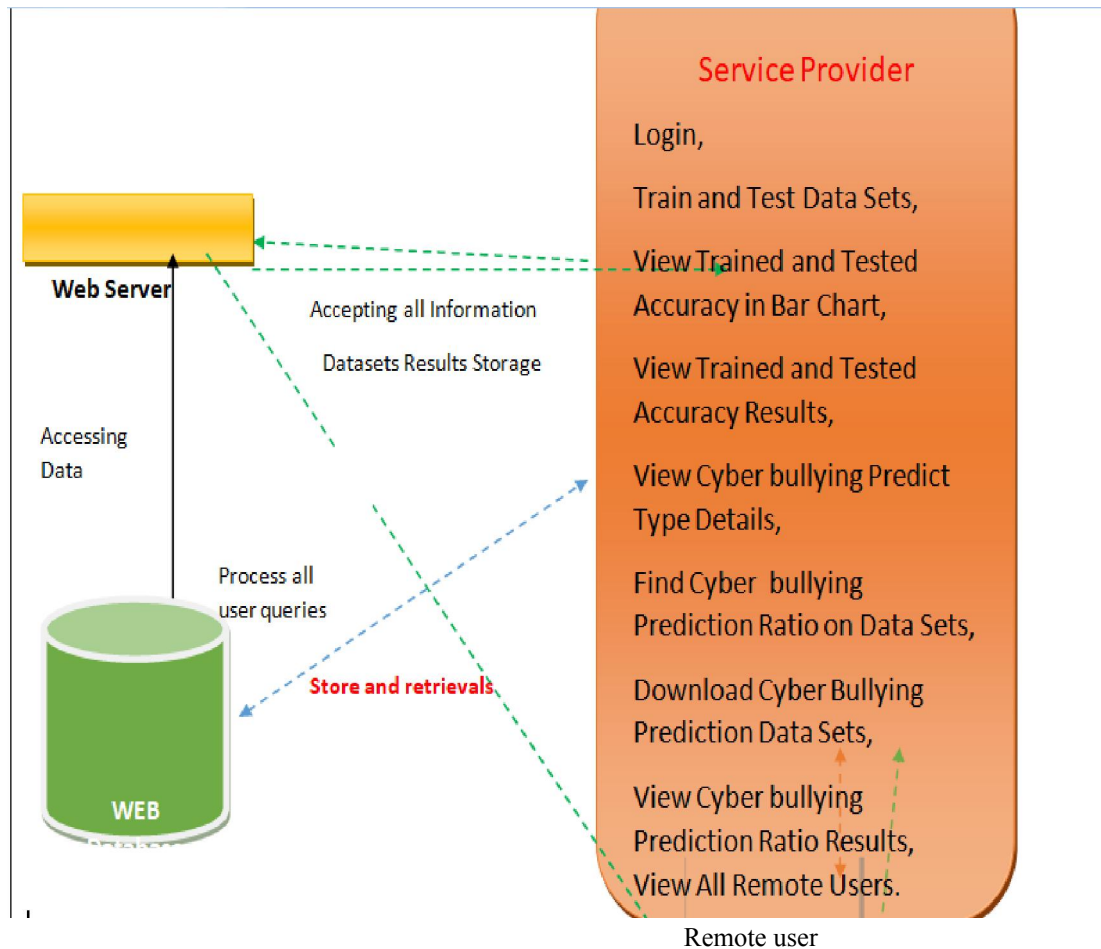 Service Provider
Login,
Train and Test Data Sets,
View Trained and Tested
Accuracy in Bar Chart,
View Trained and Tested
Accuracy Results,
View Cyber bullying Predict
Type Details,
Find Cyber bullying
Prediction Ratio on Data Sets,
Download Cyber Bullying
Prediction Data Sets,
View Cyber bullying
Prediction Ratio Results,
View All Remote Users.
Web Server
Accepting all Information
Datasets Results Storage
Accessing
Data
Process all
user queries
Store and retrievals
WEB
Database
Remote user